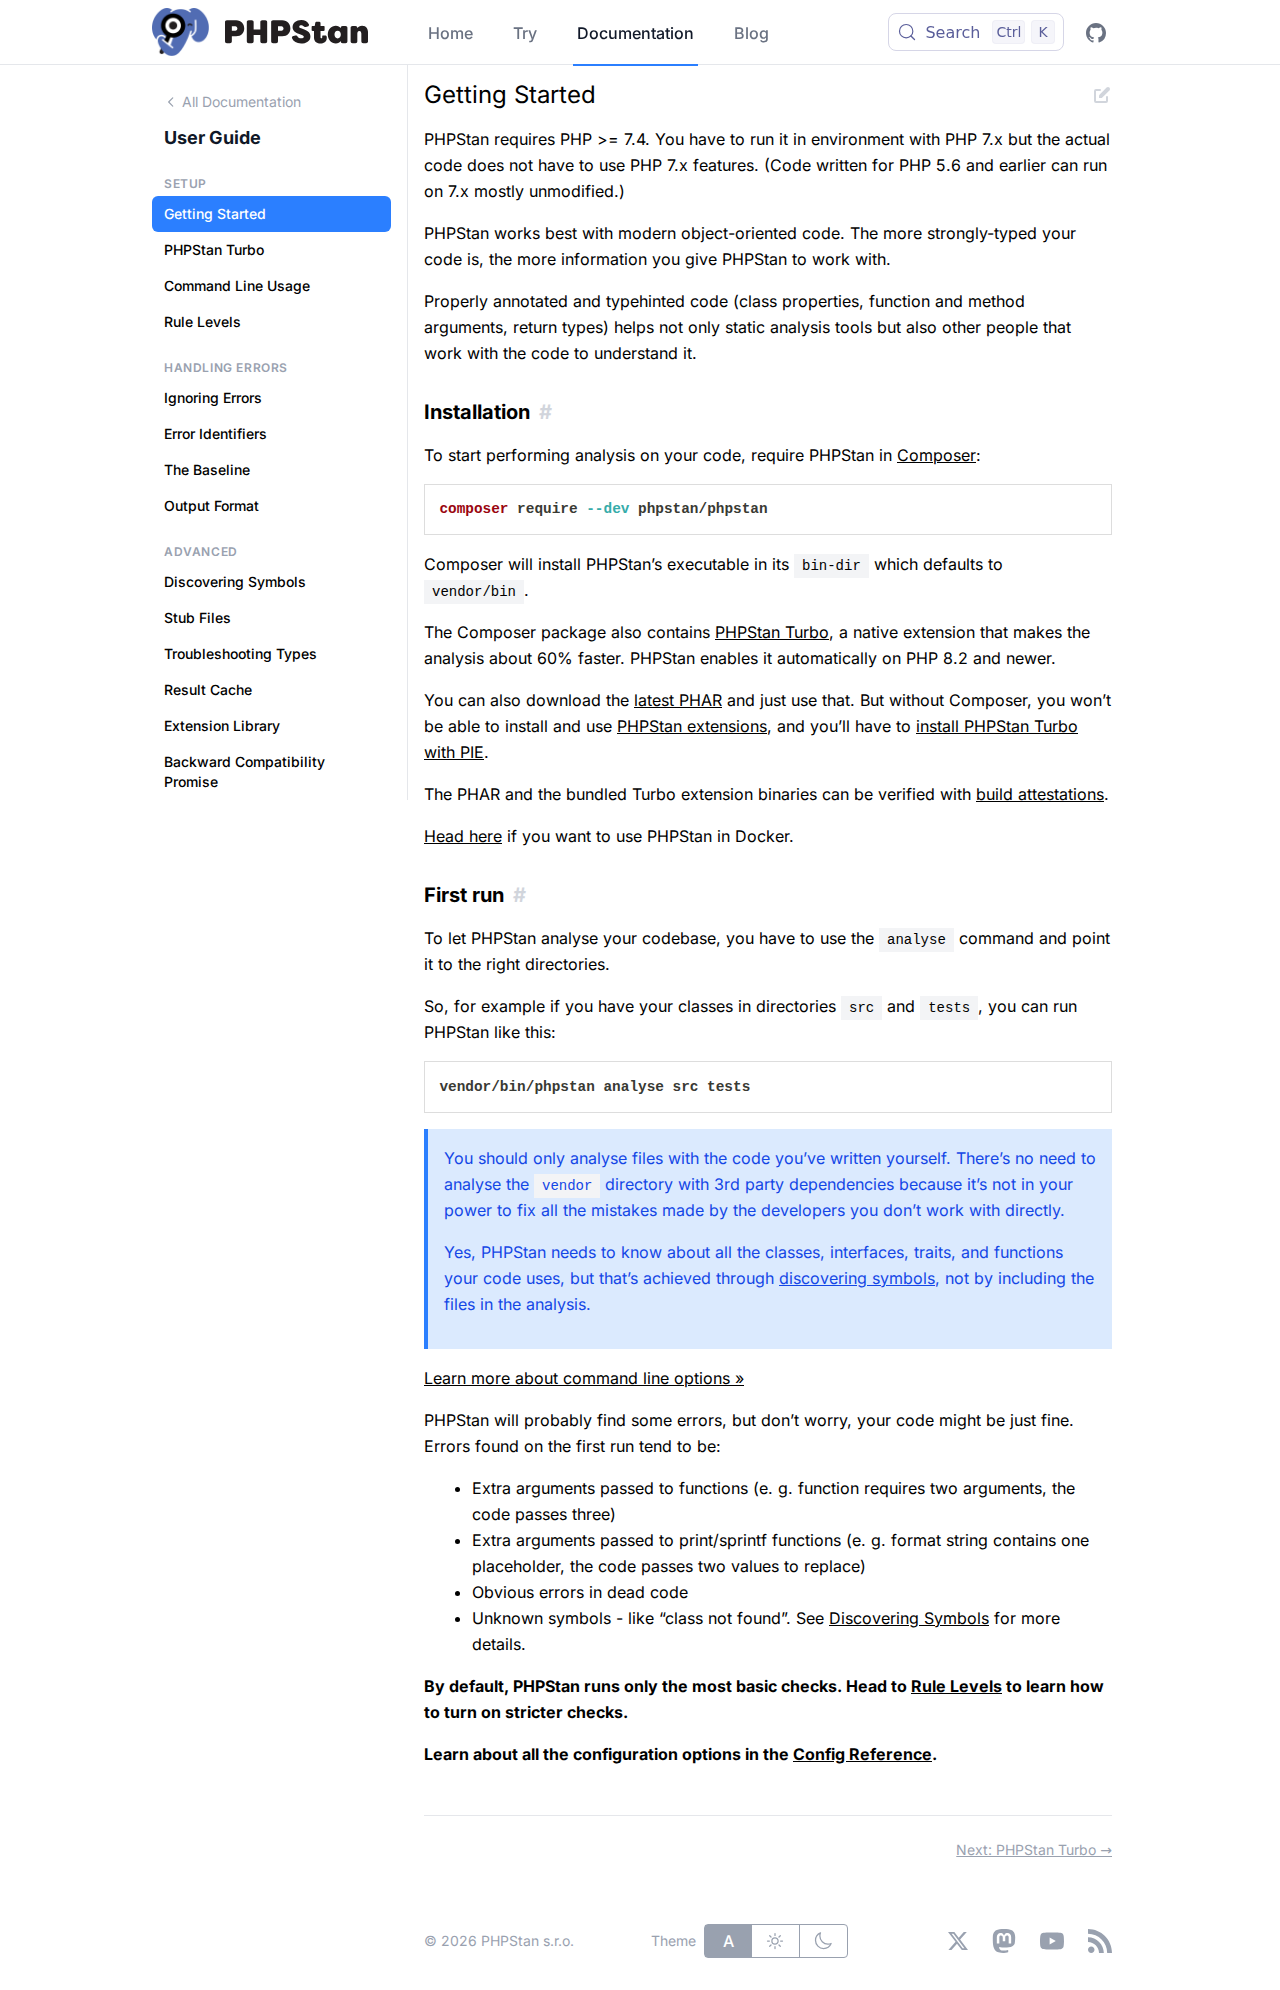 PHPStan
Home
Try
Documentation
Blog
Search
Ctrl
K
All Documentation
User Guide
SETUP
Getting Started
PHPStan Turbo
Command Line Usage
Rule Levels
HANDLING ERRORS
Ignoring Errors
Error Identifiers
The Baseline
Output Format
ADVANCED
Discovering Symbols
Stub Files
Troubleshooting Types
Result Cache
Extension Library
Backward Compatibility
Promise
Getting Started
PHPStan requires PHP >= 7.4. You have to run it in environment with PHP 7.x but the actual
code does not have to use PHP 7.x features. (Code written for PHP 5.6 and earlier can run
on 7.x mostly unmodified.)
PHPStan works best with modern object-oriented code. The more strongly-typed your
code is, the more information you give PHPStan to work with.
Properly annotated and typehinted code (class properties, function and method
arguments, return types) helps not only static analysis tools but also other people that
work with the code to understand it.
Installation #
To start performing analysis on your code, require PHPStan in Composer:
composer require --dev phpstan/phpstan
Composer will install PHPStan’s executable in its bin-dir which defaults to
vendor/bin.
The Composer package also contains PHPStan Turbo, a native extension that makes the
analysis about 60% faster. PHPStan enables it automatically on PHP 8.2 and newer.
You can also download the latest PHAR and just use that. But without Composer, you won’t
be able to install and use PHPStan extensions, and you’ll have to install PHPStan Turbo
with PIE.
The PHAR and the bundled Turbo extension binaries can be verified with build attestations.
Head here if you want to use PHPStan in Docker.
First run #
To let PHPStan analyse your codebase, you have to use the analyse command and point
it to the right directories.
So, for example if you have your classes in directories src and tests, you can run
PHPStan like this:
vendor/bin/phpstan analyse src tests
You should only analyse files with the code you’ve written yourself. There’s no need to
analyse the vendor directory with 3rd party dependencies because it’s not in your
power to fix all the mistakes made by the developers you don’t work with directly.
Yes, PHPStan needs to know about all the classes, interfaces, traits, and functions
your code uses, but that’s achieved through discovering symbols, not by including the
files in the analysis.
Learn more about command line options »
PHPStan will probably find some errors, but don’t worry, your code might be just fine.
Errors found on the first run tend to be:
• Extra arguments passed to functions (e. g. function requires two arguments, the
code passes three)
• Extra arguments passed to print/sprintf functions (e. g. format string contains one
placeholder, the code passes two values to replace)
• Obvious errors in dead code
• Unknown symbols - like “class not found”. See Discovering Symbols for more
details.
By default, PHPStan runs only the most basic checks. Head to Rule Levels to learn how
to turn on stricter checks.
Learn about all the configuration options in the Config Reference.
Next: PHPStan Turbo →
© 2026 PHPStan s.r.o.
Theme
A